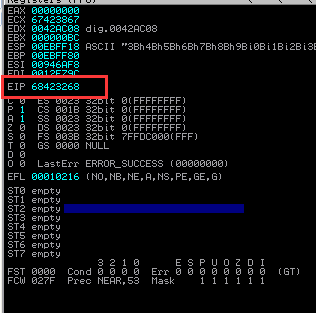 Registers (FPU)
EAX 00000000
ECX 67423867
EDX 0042AC08 dig.0042AC08
EBX 000000BC
ESP 00EBFF18 ASCII "3Bh4Bh5Bh6Bh7Bh8Bh9Bi0Bi1Bi2Bi3B
EBP 00EBFF80
ESI 00946AF8
EDI 0012F79C
EIP 68423268
C 0 ES 0023 32bit 0(FFFFFFFF)
P 1 CS 001B 32bit 0(FFFFFFFF)
A 1 SS 0023 32bit 0(FFFFFFFF)
Z 0 DS 0023 32bit 0(FFFFFFFF)
S 0 FS 003B 32bit 7FFDC000(FFF)
T 0 GS 0000 NULL
D 0
O 0 LastErr ERROR_SUCCESS (00000000)
EFL 00010216 (NO,NB,NE,A,NS,PE,GE,G)
ST0 empty
ST1 empty
ST2 empty
ST3 empty
ST4 empty
ST5 empty
ST6 empty
ST7 empty
3 2 1 0 E S P U O Z D I
FST 0000 Cond 0 0 0 0 Err 0 0 0 0 0 0 0 0 (GT)
FCW 027F Prec NEAR,53 Mask 1 1 1 1 1 1